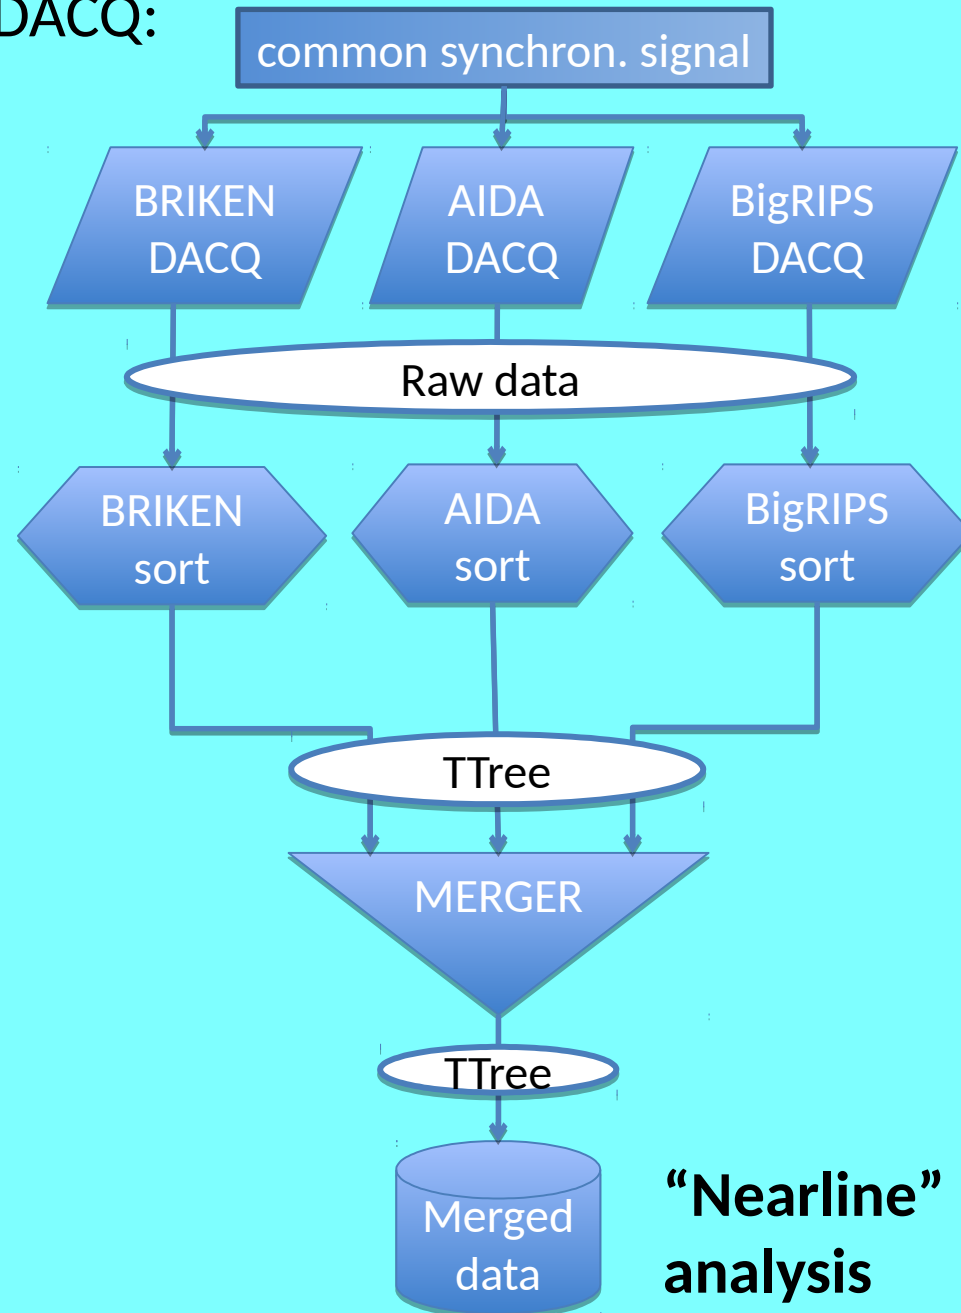 DACQ:
common synchron. signal
BRIKEN
DACQ
AIDA
DACQ
BigRIPS
DACQ
Raw data
BRIKEN
sort
AIDA
sort
BigRIPS
sort
TTree
MERGER
TTree
Merged
data
“Nearline”
analysis